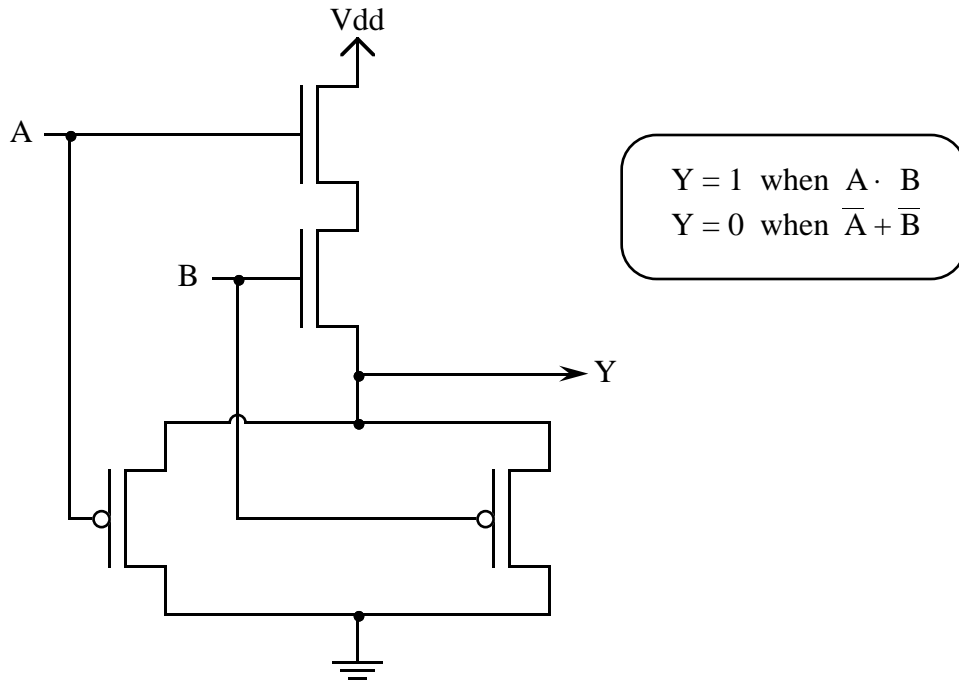 Vdd
A
Y = 1 when A · B
Y = 0 when A̅ + B̅
B
Y